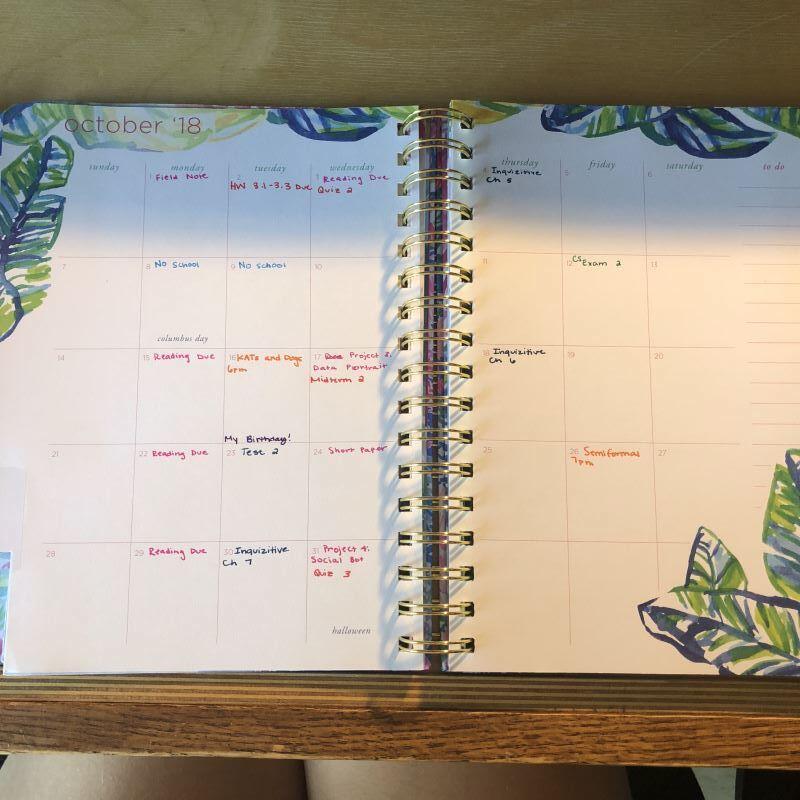 october '18
sunday monday tuesday wednesday thursday friday saturday to do
1 Field Note
2
HW 3.1-3.3 Due
Reading Due
Quiz 2
4 Inquizitive
Ch 5
5
6
7
8 No School
columbus day
9 No School
10
11
12 CS Exam 2
13
14
15 Reading Due
16 KATs and Dogs
6pm
17 Project 3:
Data Portrait
Midterm 2
18 Inquizitive
Ch 6
19
20
21
22 Reading Due
My Birthday!
23 Test 2
24 Short Paper
25
26 Semiformal
7pm
27
28
29 Reading Due
30 Inquizitive
Ch 7
31 Project 4:
Social Bot
Quiz 3
halloween